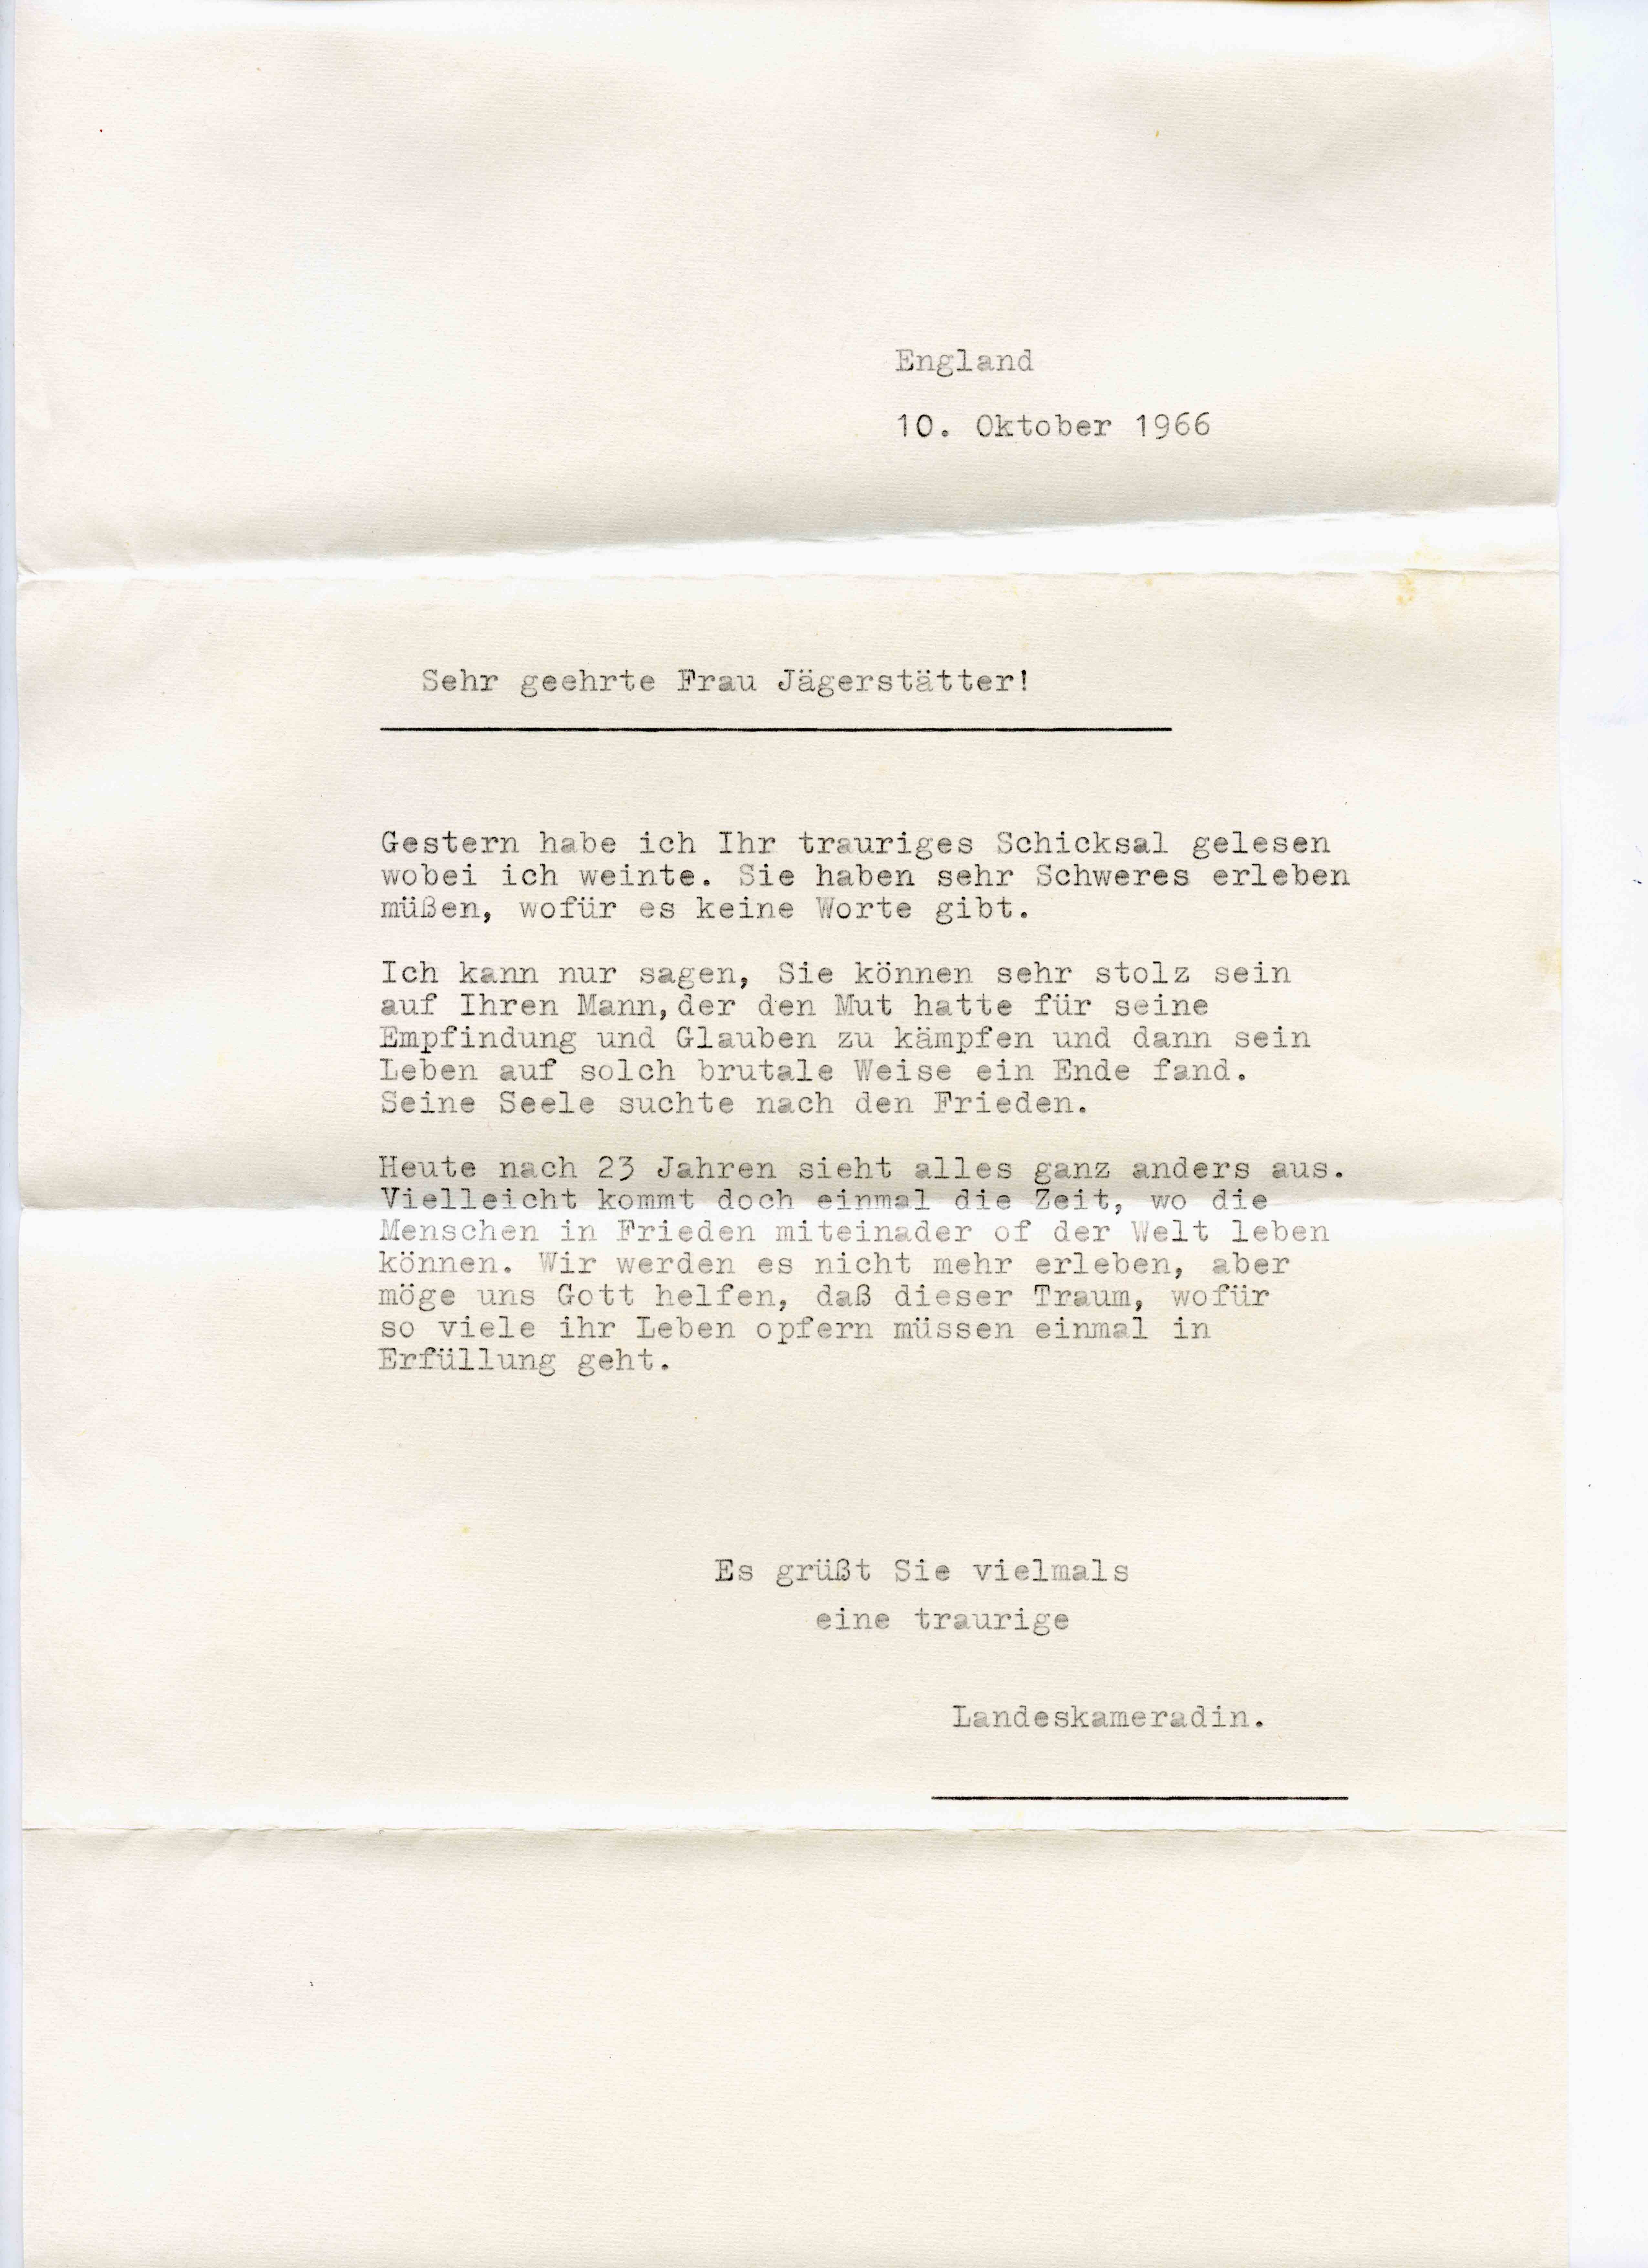 England
10. Oktober 1966
Sehr geehrte Frau Jägerstätter!
Gestern habe ich Ihr trauriges Schicksal gelesen
wobei ich weinte. Sie haben sehr Schweres erleben
müßen, wofür es keine Worte gibt.
Ich kann nur sagen, Sie können sehr stolz sein
auf Ihren Mann, der den Mut hatte für seine
Empfindung und Glauben zu kämpfen und dann sein
Leben auf solch brutale Weise ein Ende fand.
Seine Seele suchte nach den Frieden.
Heute nach 23 Jahren sieht alles ganz anders aus.
Vielleicht kommt doch einmal die Zeit, wo die
Menschen in Frieden miteinader of der Welt leben
können. Wir werden es nicht mehr erleben, aber
möge uns Gott helfen, daß dieser Traum, wofür
so viele ihr Leben opfern müssen einmal in
Erfüllung geht.
Es grüßt Sie vielmals
eine traurige
Landeskameradin.